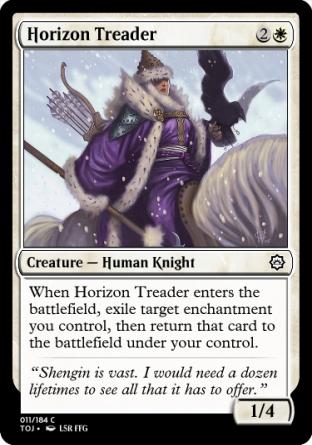 Horizon Treader 2
Creature — Human Knight
When Horizon Treader enters the
battlefield, exile target enchantment
you control, then return that card to
the battlefield under your control.
“Shengin is vast. I would need a dozen
lifetimes to see all that it has to offer.”
1/4
011/184 C
TOJ • LSR FFG